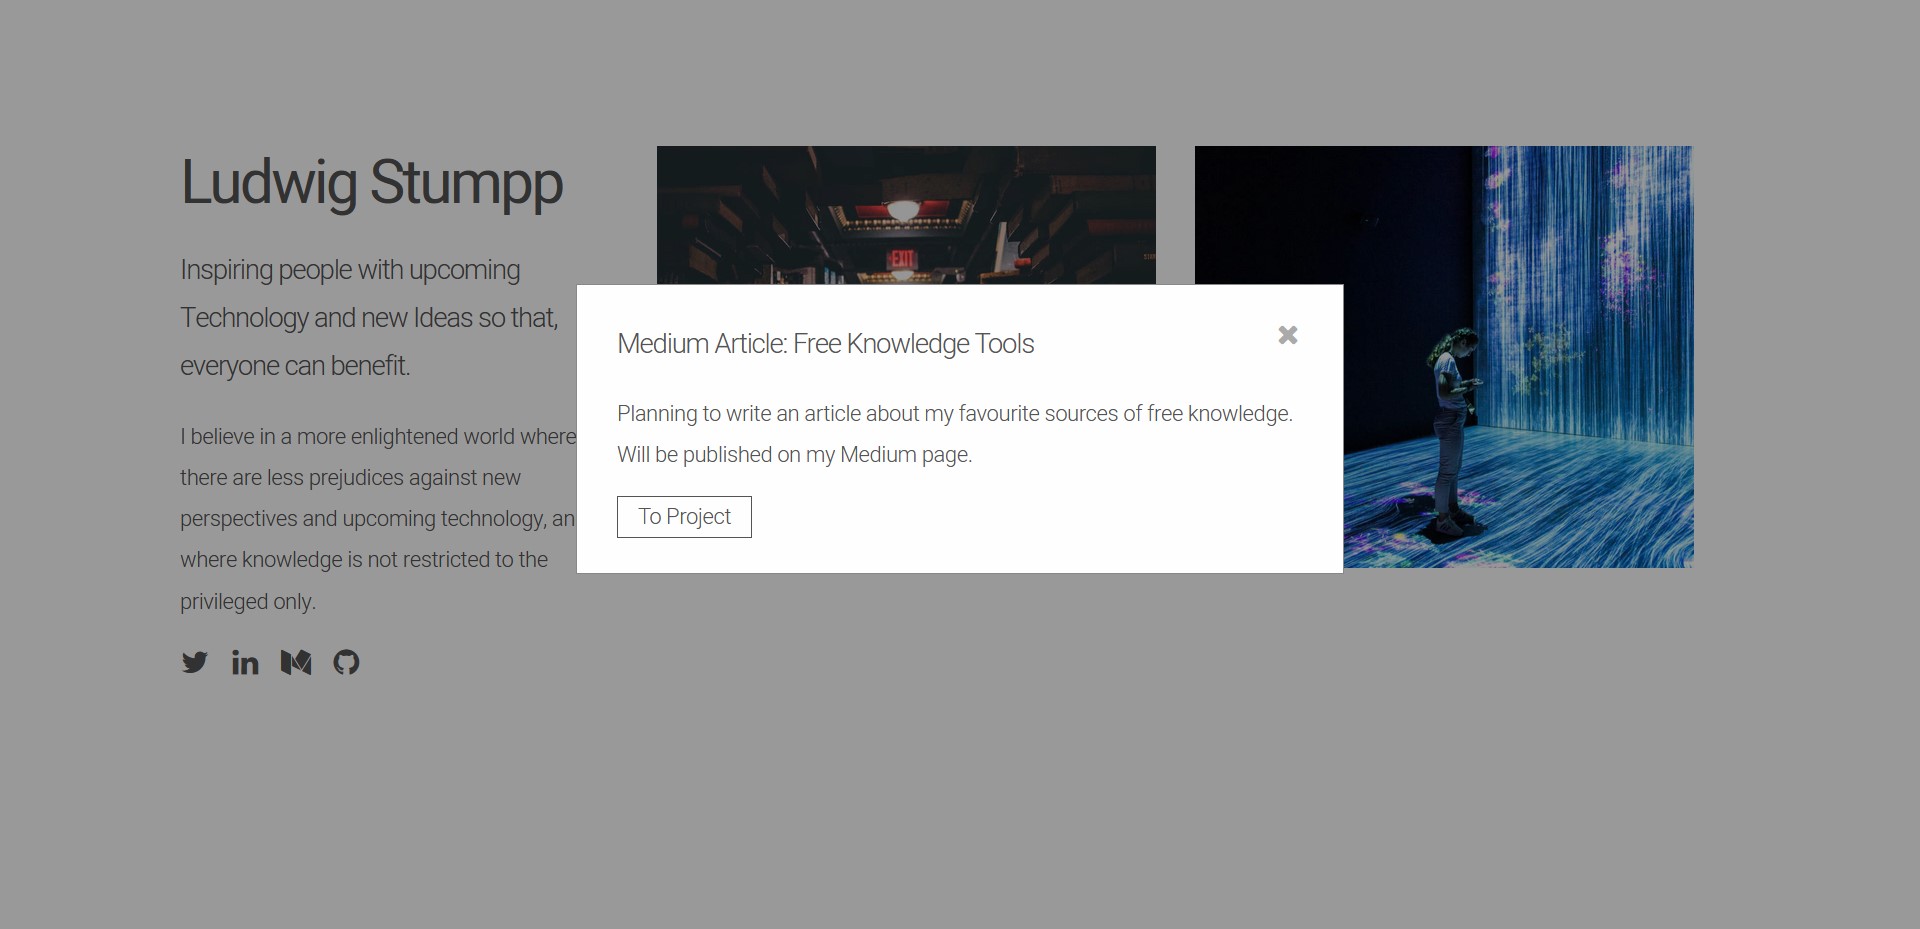 Ludwig Stumpp
Inspiring people with upcoming
Technology and new Ideas so that,
everyone can benefit.
I believe in a more enlightened world where
there are less prejudices against new
perspectives and upcoming technology, an
where knowledge is not restricted to the
privileged only.
EXIT
Medium Article: Free Knowledge Tools
Planning to write an article about my favourite sources of free knowledge.
Will be published on my Medium page.
To Project